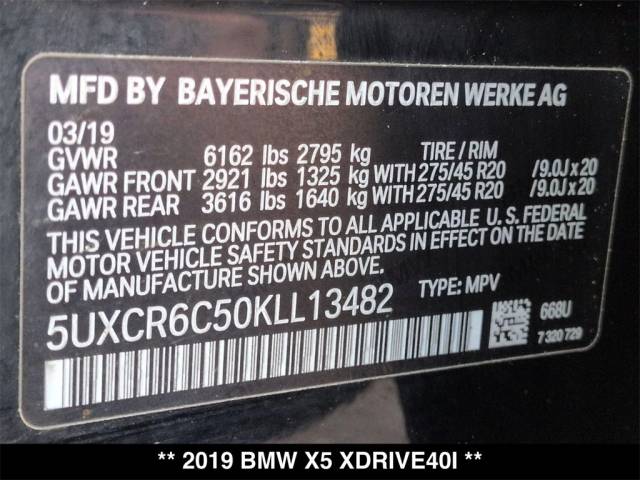 MFD BY BAYERISCHE MOTOREN WERKE AG
03/19
GVWR 6162 lbs 2795 kg TIRE / RIM
GAWR FRONT 2921 lbs 1325 kg WITH 275/45 R20 /9.0J x 20
GAWR REAR 3616 lbs 1640 kg WITH 275/45 R20 /9.0J x 20
THIS VEHICLE CONFORMS TO ALL APPLICABLE U. S. FEDERAL
MOTOR VEHICLE SAFETY STANDARDS IN EFFECT ON THE DATE
OF MANUFACTURE SHOWN ABOVE.
5UXCR6C50KLL13482 TYPE: MPV
668U
7 320 729
** 2019 BMW X5 XDRIVE40I **